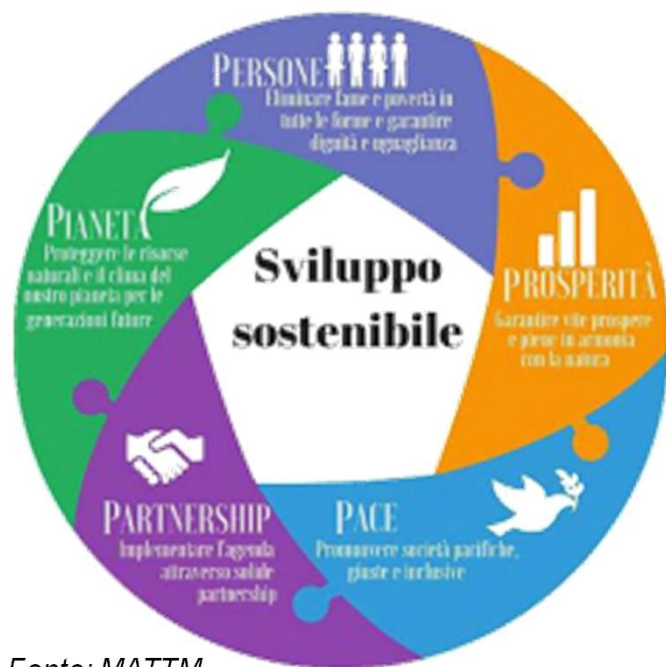 PERSONE
Eliminare fame e povertà in
tutte le forme e garantire
dignità e uguaglianza
PIANETA
Proteggere le risorse
naturali e il clima del
nostro pianeta per le
generazioni future
Sviluppo
sostenibile
PROSPERITÀ
Garantire vite prospere
e piene in armonia
con la natura
PARTNERSHIP
Implementare l'agenda
attraverso solide
partnership
PACE
Promuovere società pacifiche,
giuste e inclusive
Fonte: MATTM